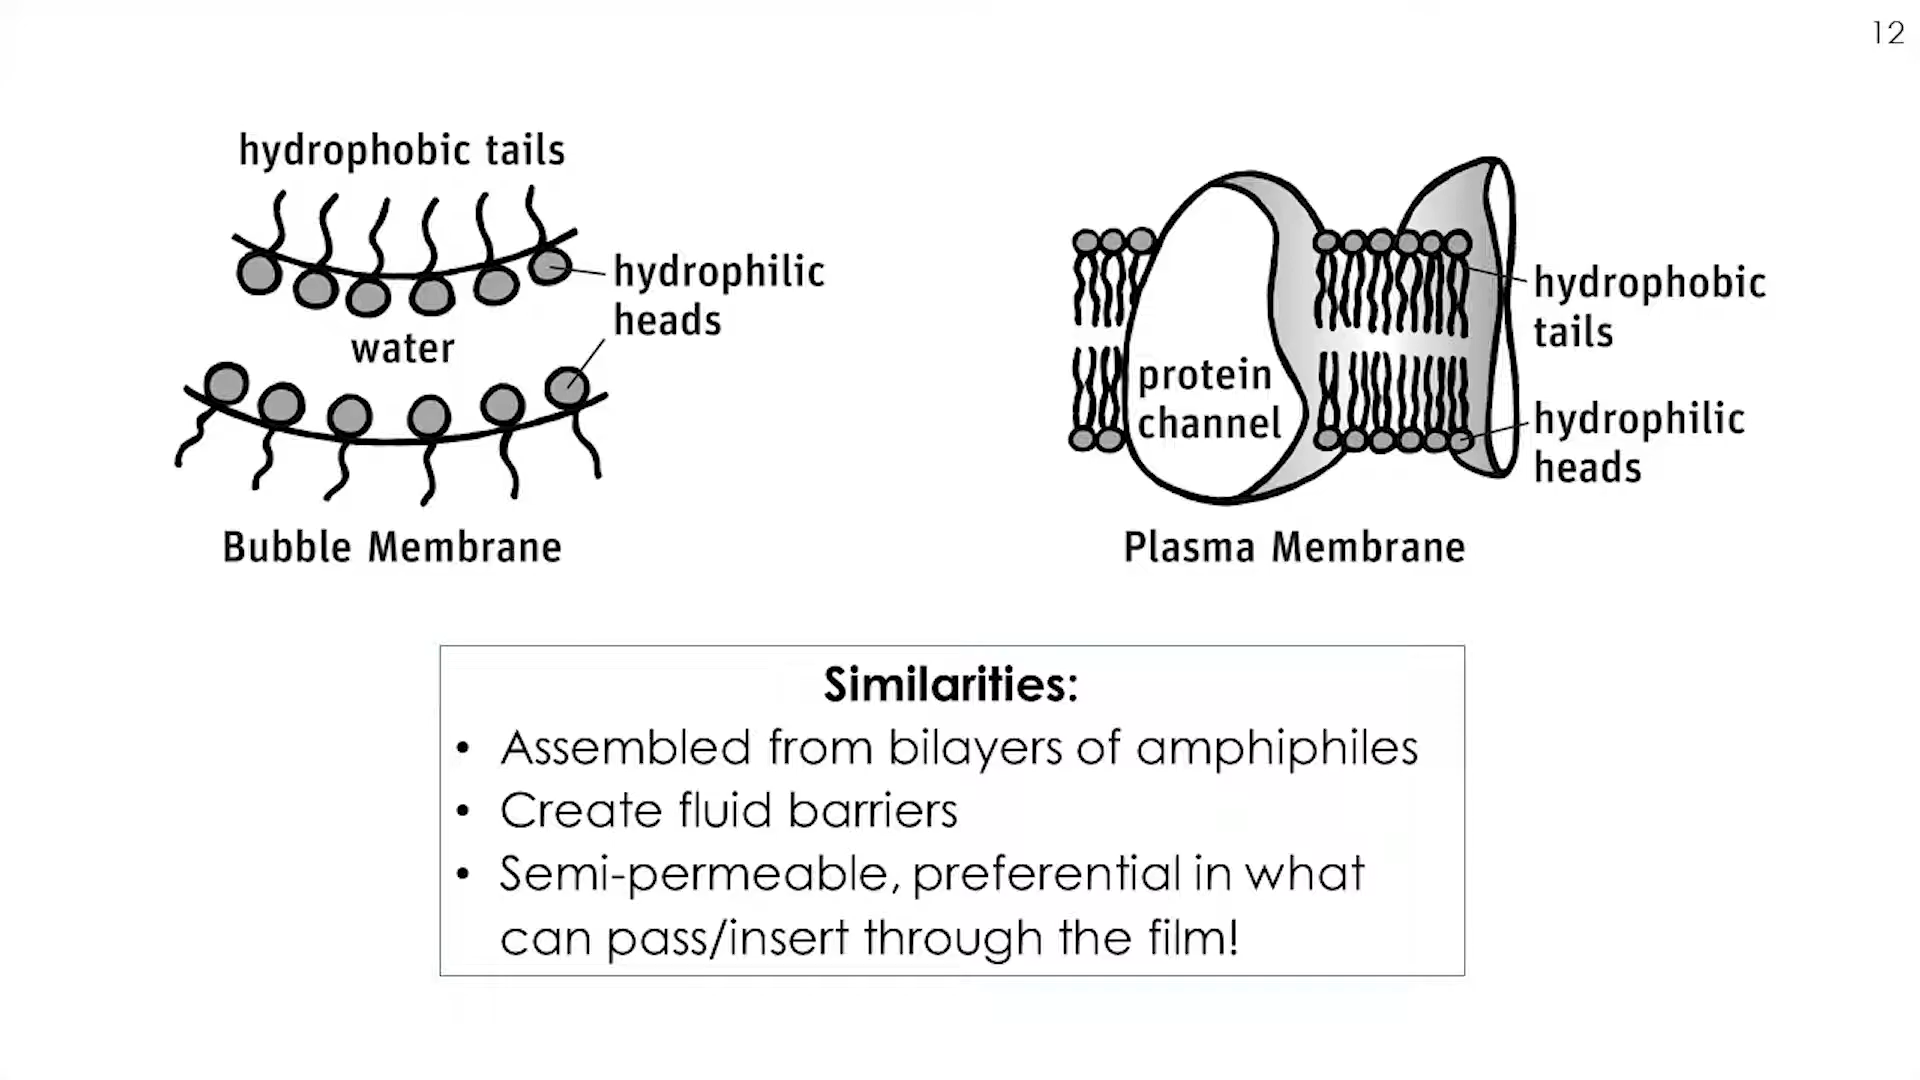 12
hydrophobic tails
hydrophilic
heads
water
Bubble Membrane
protein
channel
hydrophobic
tails
hydrophilic
heads
Plasma Membrane
Similarities:
• Assembled from bilayers of amphiphiles
• Create fluid barriers
• Semi-permeable, preferential in what
can pass/insert through the film!